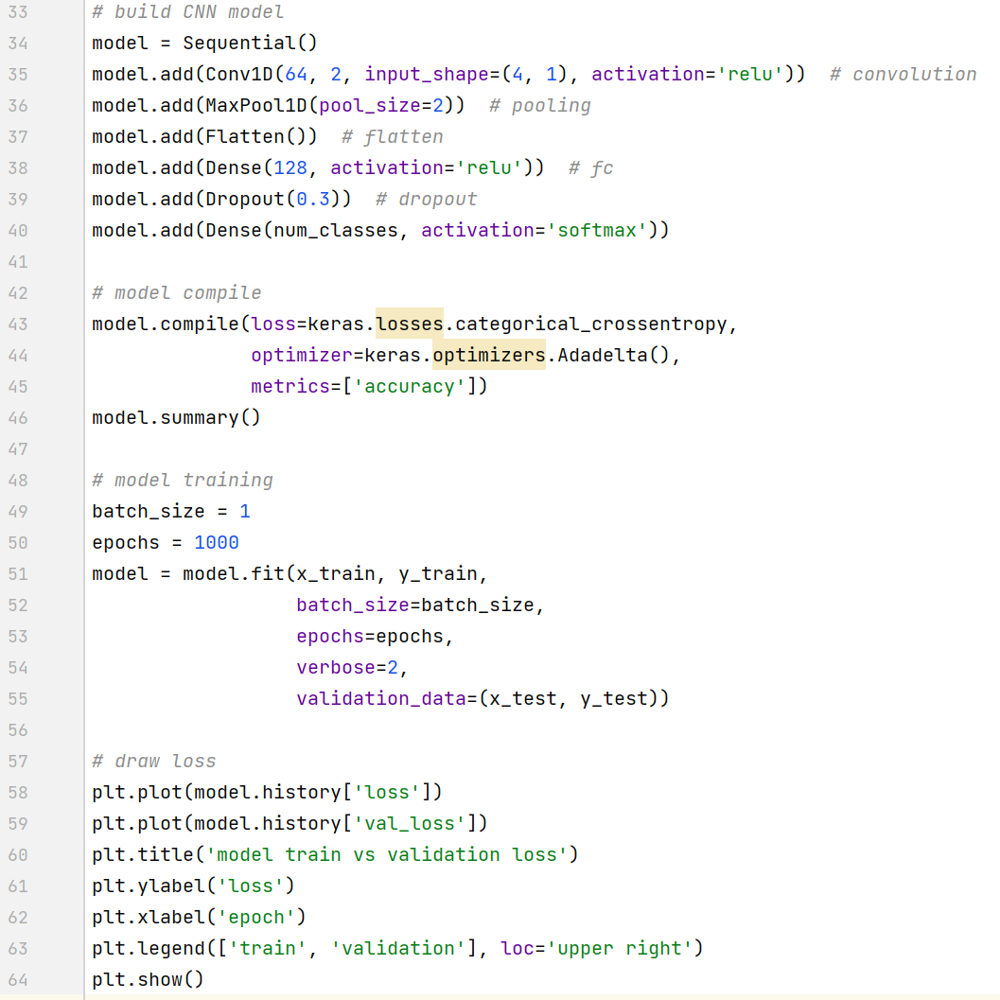 33 # build CNN model
34 model = Sequential()
35 model.add(Conv1D(64, 2, input_shape=(4, 1), activation='relu'))  # convolution
36 model.add(MaxPool1D(pool_size=2))  # pooling
37 model.add(Flatten())  # flatten
38 model.add(Dense(128, activation='relu'))  # fc
39 model.add(Dropout(0.3))  # dropout
40 model.add(Dense(num_classes, activation='softmax'))
41
42 # model compile
43 model.compile(loss=keras.losses.categorical_crossentropy,
44               optimizer=keras.optimizers.Adadelta(),
45               metrics=['accuracy'])
46 model.summary()
47
48 # model training
49 batch_size = 1
50 epochs = 1000
51 model = model.fit(x_train, y_train,
52                   batch_size=batch_size,
53                   epochs=epochs,
54                   verbose=2,
55                   validation_data=(x_test, y_test))
56
57 # draw loss
58 plt.plot(model.history['loss'])
59 plt.plot(model.history['val_loss'])
60 plt.title('model train vs validation loss')
61 plt.ylabel('loss')
62 plt.xlabel('epoch')
63 plt.legend(['train', 'validation'], loc='upper right')
64 plt.show()